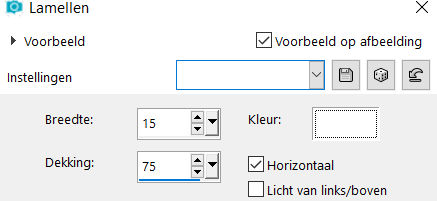 Lamellen
Voorbeeld
Voorbeeld op afbeelding
Instellingen
Breedte: 15 Kleur:
Dekking: 75 Horizontaal
Licht van links/boven